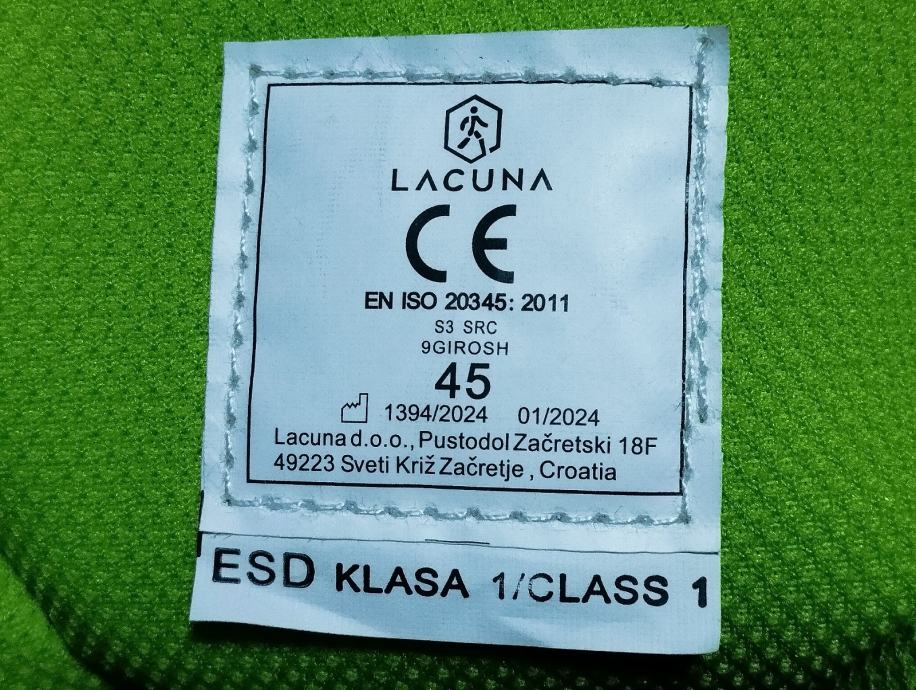 LACUNA
CE
EN ISO 20345: 2011
S3 SRC
9GIROSH
45
1394/2024 01/2024
Lacuna d.o.o., Pustodol Začretski 18F
49223 Sveti Križ Začretje , Croatia
ESD KLASA 1/CLASS 1